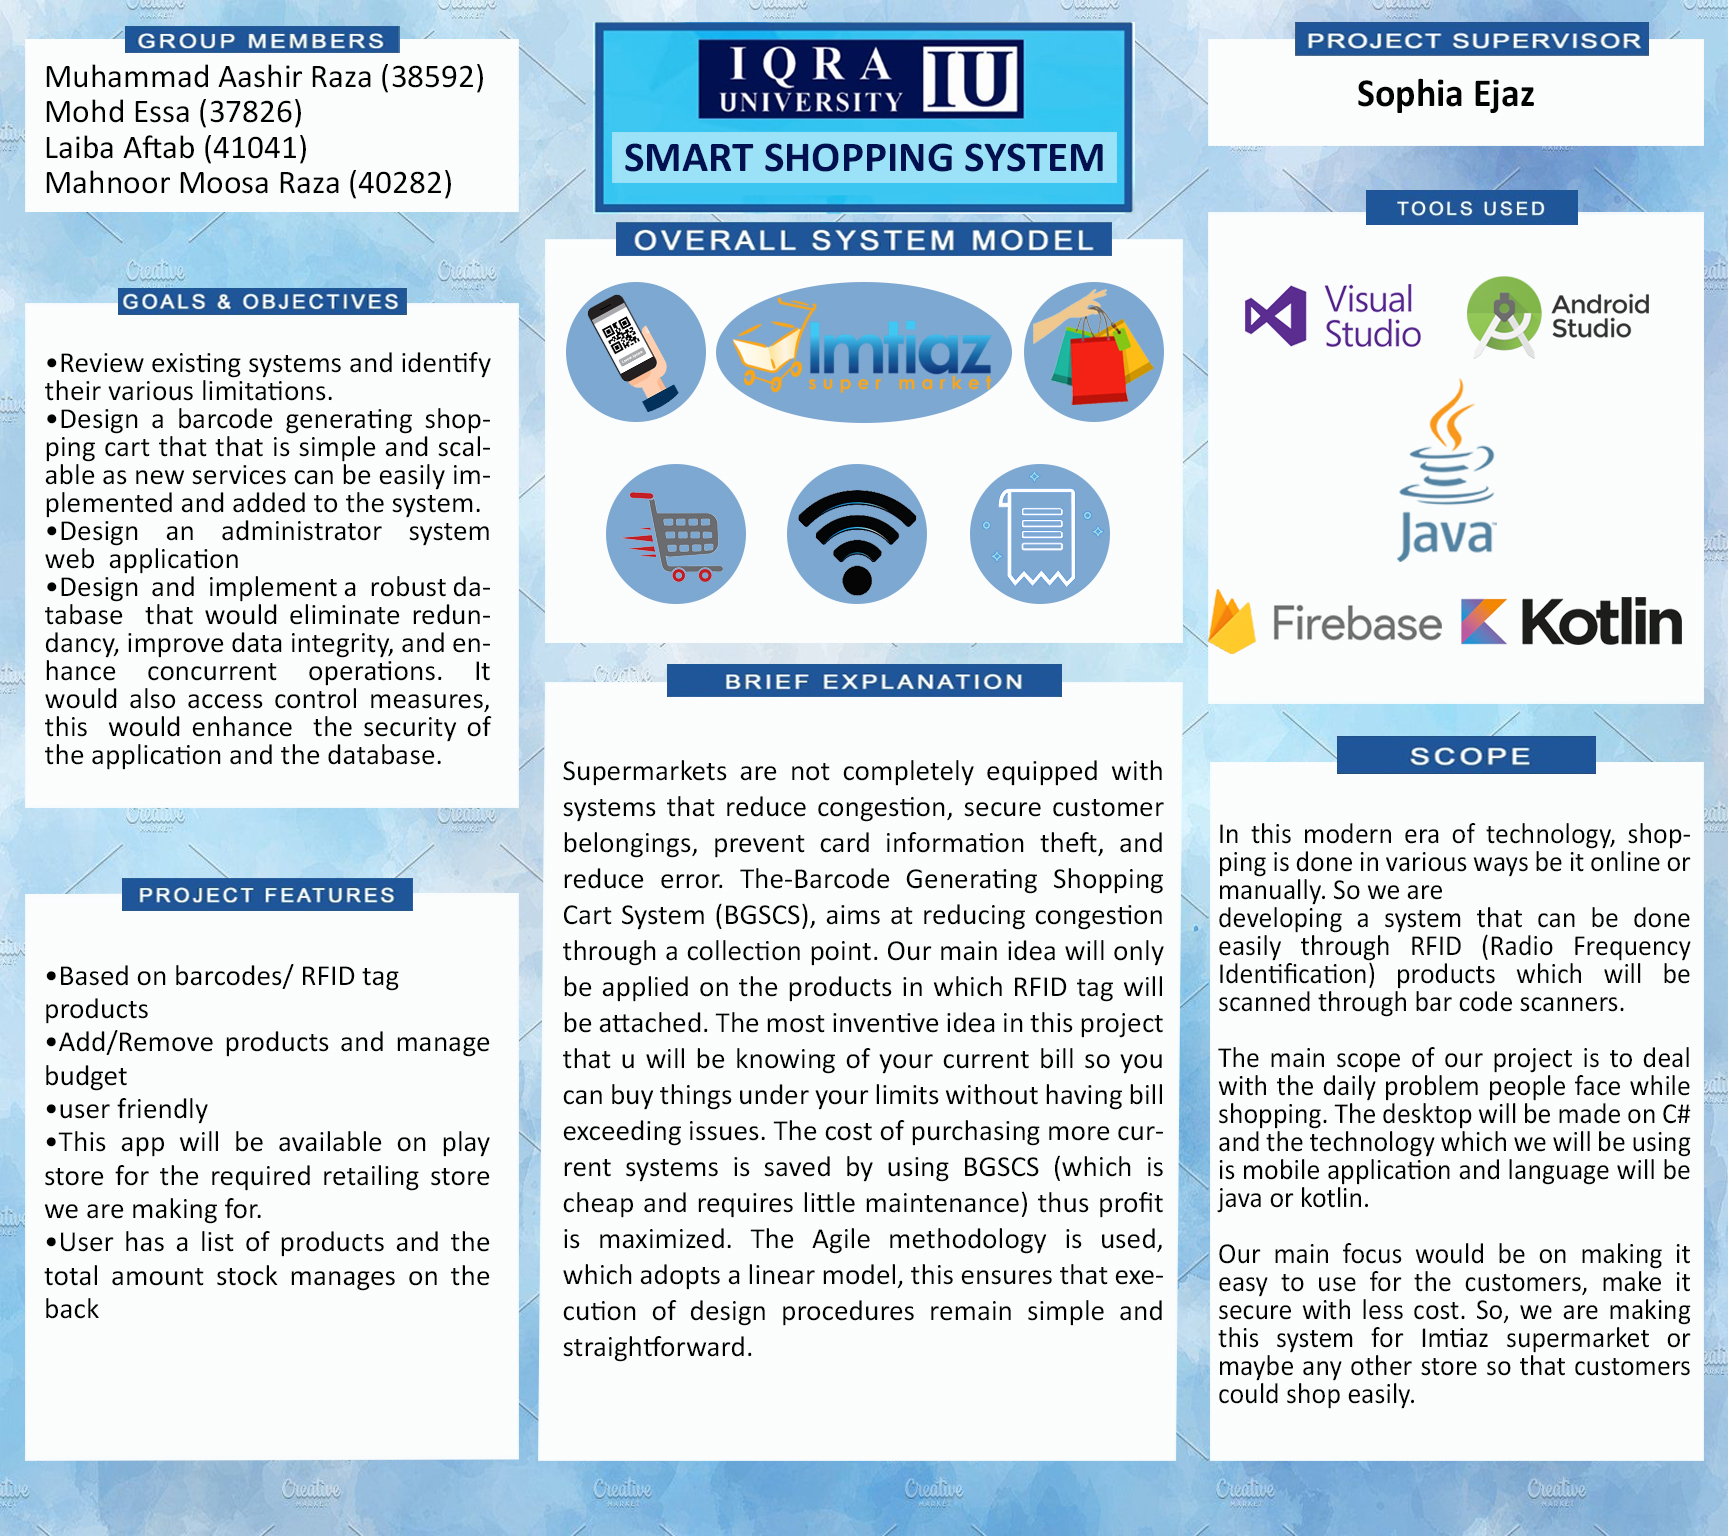 GROUP MEMBERS
Muhammad Aashir Raza (38592)
Mohd Essa (37826)
Laiba Aftab (41041)
Mahnoor Moosa Raza (40282)
IQRA
UNIVERSITY
IU
SMART SHOPPING SYSTEM
PROJECT SUPERVISOR
Sophia Ejaz
GOALS & OBJECTIVES
•Review existing systems and identify
their various limitations.
•Design a barcode generating shop-
ping cart that that is simple and scal-
able as new services can be easily im-
plemented and added to the system.
•Design an administrator system
web application
•Design and implement a robust da-
tabase that would eliminate redun-
dancy, improve data integrity, and en-
hance concurrent operations. It
would also access control measures,
this would enhance the security of
the application and the database.
PROJECT FEATURES
•Based on barcodes/ RFID tag
products
•Add/Remove products and manage
budget
•user friendly
•This app will be available on play
store for the required retailing store
we are making for.
•User has a list of products and the
total amount stock manages on the
back
OVERALL SYSTEM MODEL
Imtiaz
super market
BRIEF EXPLANATION
Supermarkets are not completely equipped with
systems that reduce congestion, secure customer
belongings, prevent card information theft, and
reduce error. The-Barcode Generating Shopping
Cart System (BGSCS), aims at reducing congestion
through a collection point. Our main idea will only
be applied on the products in which RFID tag will
be attached. The most inventive idea in this project
that u will be knowing of your current bill so you
can buy things under your limits without having bill
exceeding issues. The cost of purchasing more cur-
rent systems is saved by using BGSCS (which is
cheap and requires little maintenance) thus profit
is maximized. The Agile methodology is used,
which adopts a linear model, this ensures that exe-
cution of design procedures remain simple and
straightforward.
TOOLS USED
Visual
Studio
Android
Studio
Java
Firebase
Kotlin
SCOPE
In this modern era of technology, shop-
ping is done in various ways be it online or
manually. So we are
developing a system that can be done
easily through RFID (Radio Frequency
Identification) products which will be
scanned through bar code scanners.
The main scope of our project is to deal
with the daily problem people face while
shopping. The desktop will be made on C#
and the technology which we will be using
is mobile application and language will be
java or kotlin.
Our main focus would be on making it
easy to use for the customers, make it
secure with less cost. So, we are making
this system for Imtiaz supermarket or
maybe any other store so that customers
could shop easily.
Creative
MARKET